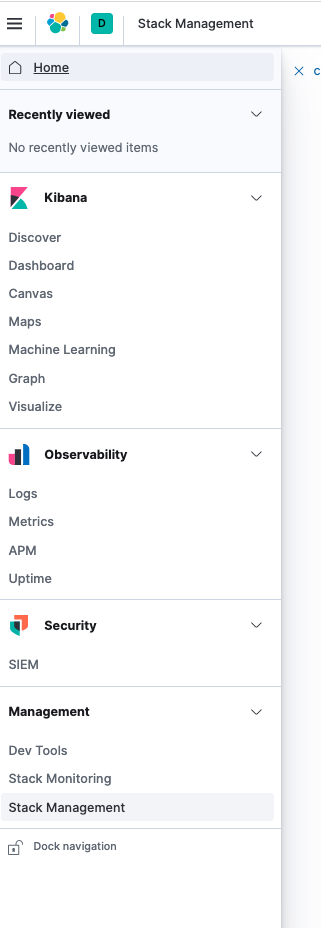 D
Stack Management
Home
Recently viewed
No recently viewed items
Kibana
Discover
Dashboard
Canvas
Maps
Machine Learning
Graph
Visualize
Observability
Logs
Metrics
APM
Uptime
Security
SIEM
Management
Dev Tools
Stack Monitoring
Stack Management
Dock navigation